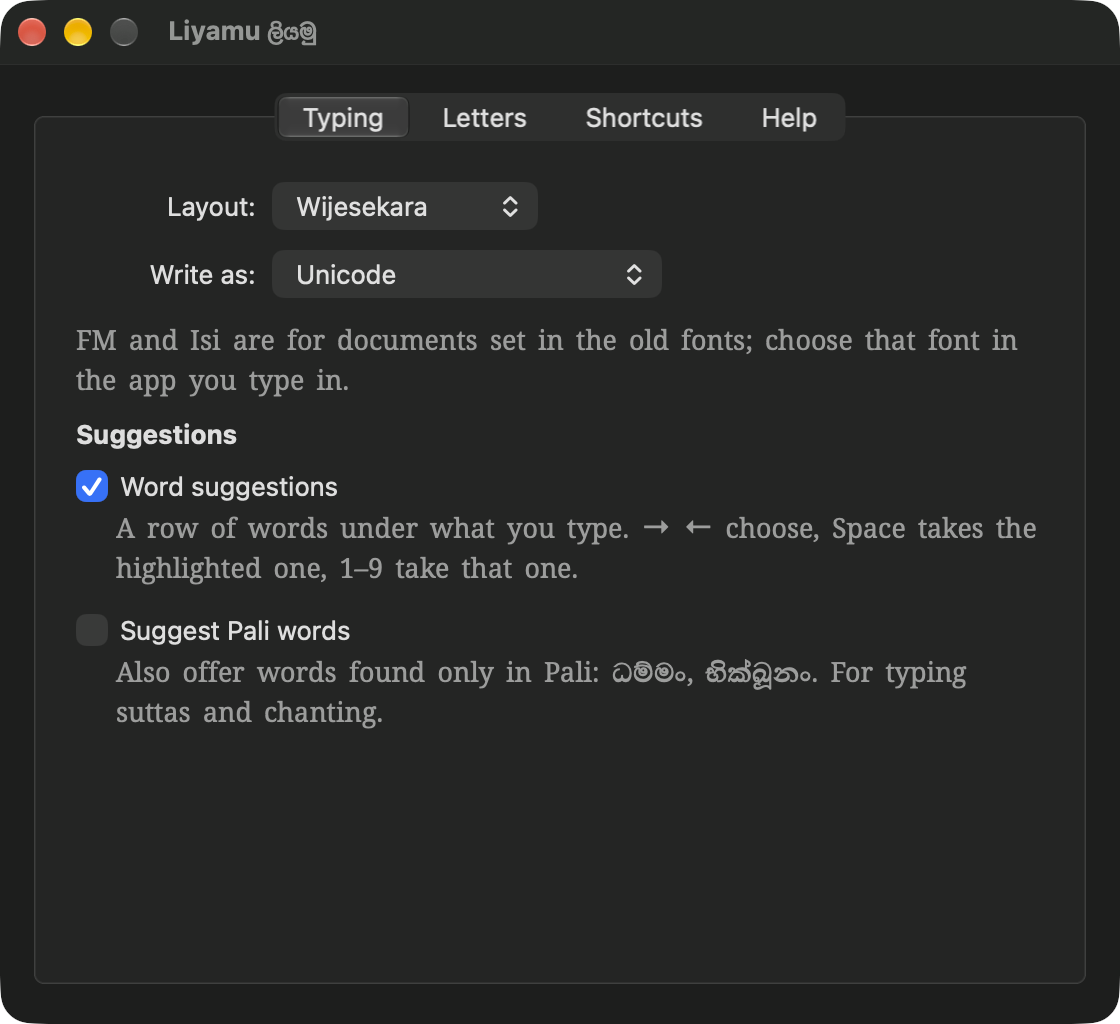 Liyamu ලියමු
Typing Letters Shortcuts Help
Layout: Wijesekara
Write as: Unicode
FM and Isi are for documents set in the old fonts; choose that font in
the app you type in.
Suggestions
Word suggestions
A row of words under what you type. → ← choose, Space takes the
highlighted one, 1–9 take that one.
Suggest Pali words
Also offer words found only in Pali: ධම්මං, භික්ඛූනං. For typing
suttas and chanting.